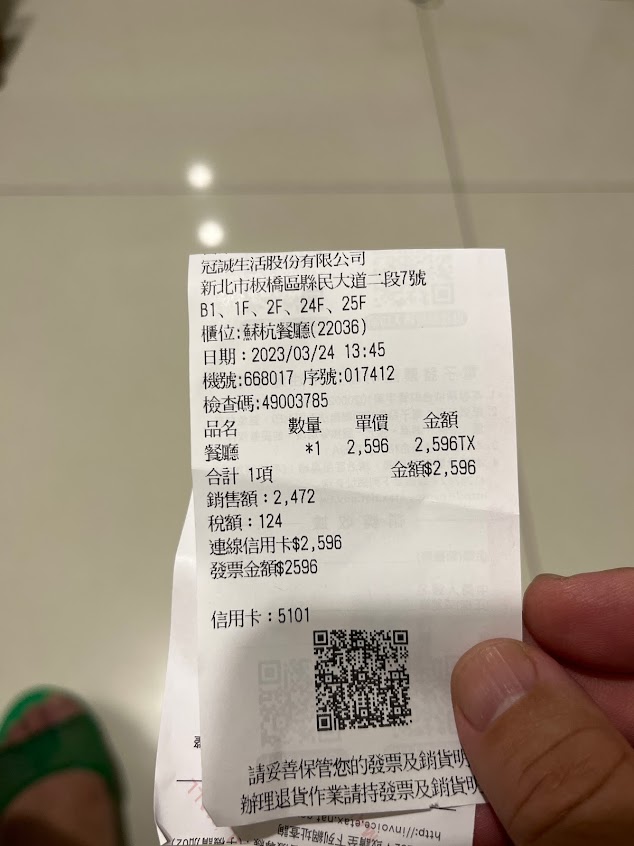 冠誠生活股份有限公司
新北市板橋區縣民大道二段7號
B1、1F、2F、24F、25F
櫃位:蘇杭餐廳(22036)
日期：2023/03/24 13:45
機號:668017 序號:017412
檢查碼:49003785
品名 數量 單價 金額
餐廳 *1 2,596 2,596TX
合計 1項 金額$2,596
銷售額：2,472
稅額：124
連線信用卡$2,596
發票金額$2596
信用卡：5101
請妥善保管您的發票及銷貨明
辦理退貨作業請持發票及銷貨明